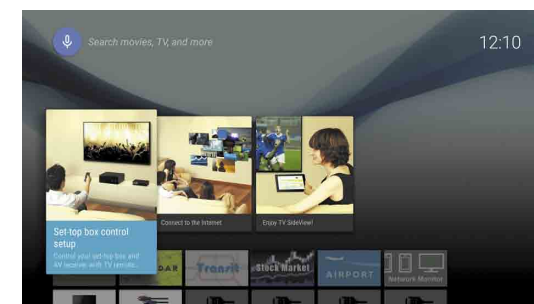 Search movies, TV, and more
12:10
Set-top box control
setup
Control your set-top box and
AV receiver with TV remote...
Connect to the Internet
Enjoy TV SideView!
DAR
Transit
Stock Market
AIRPORT
Network Monitor